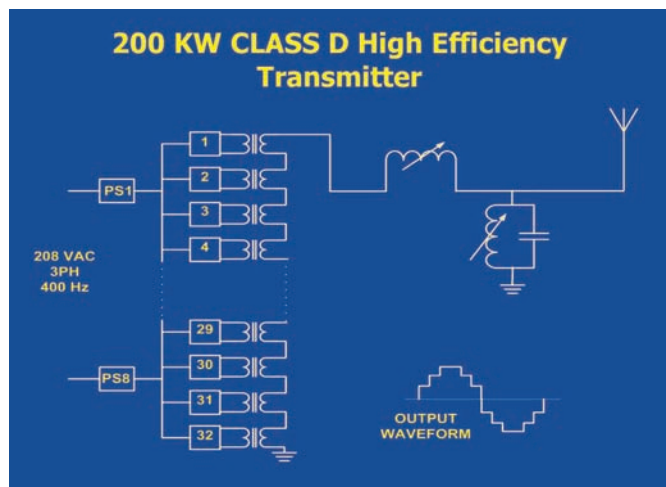 200 KW CLASS D High Efficiency
Transmitter
1
2
PS1
3
4
208 VAC
3PH
400 Hz
29
30
PS8
31
32
OUTPUT
WAVEFORM